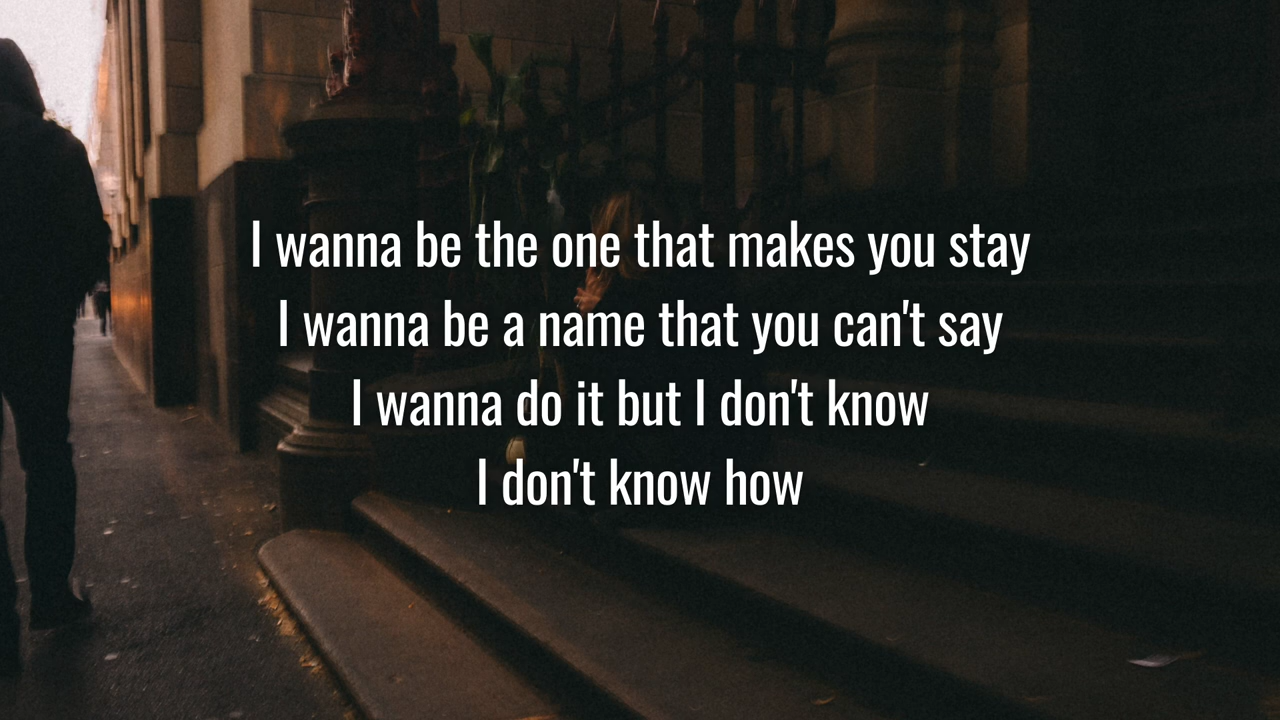 I wanna be the one that makes you stay
I wanna be a name that you can't say
I wanna do it but I don't know
I don't know how